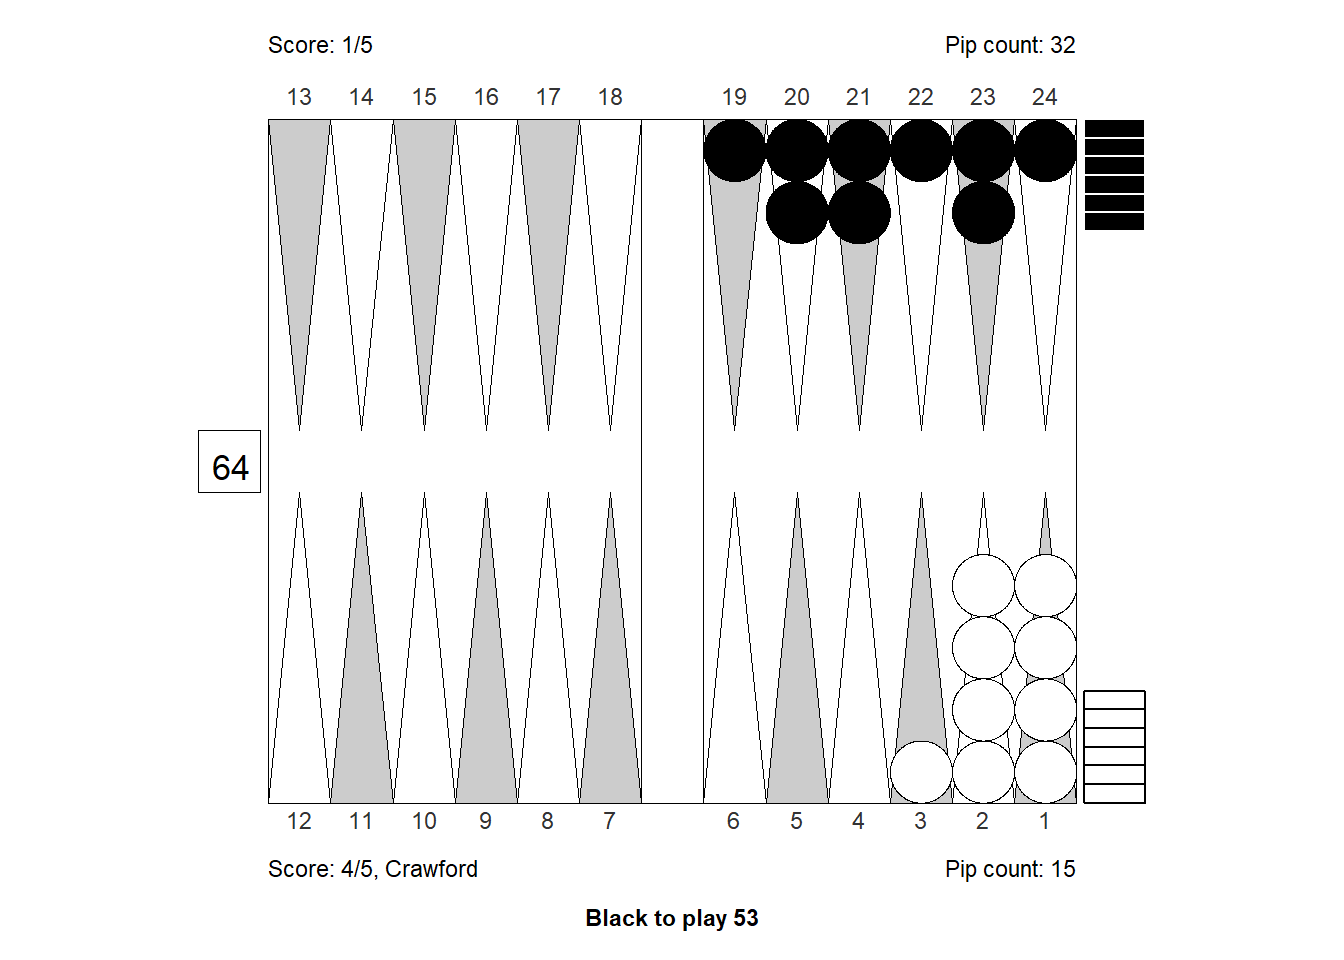 Score: 1/5 Pip count: 32
13 14 15 16 17 18 19 20 21 22 23 24
64
12 11 10 9 8 7 6 5 4 3 2 1
Score: 4/5, Crawford Pip count: 15
Black to play 53